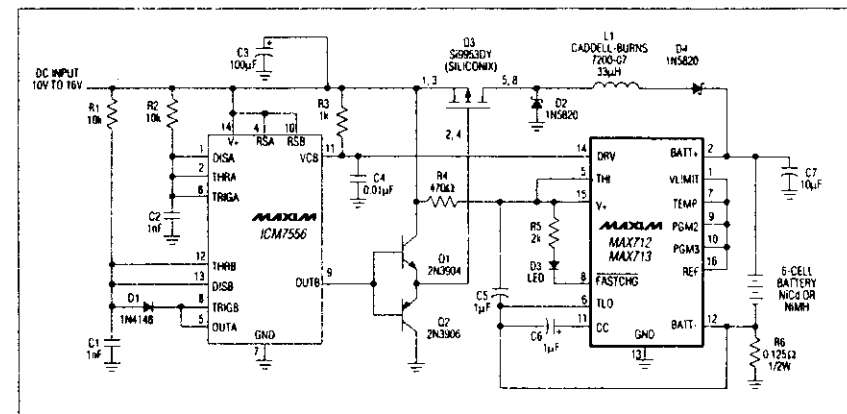 DC INPUT
10V TO 16V
R1
10k
R2
10k
C3
100µF
R3
1k
D3
Si9953DY
(SILICONIX)
1, 3
5, 8
2, 4
L1
CADDELL-BURNS
7200-07
33µH
D4
1N5820
D2
1N5820
14
4
10
V+
RSA
RSB
1
DISA
2
THRA
6
TRIGA
VCB
11
C4
0.01µF
C2
1nF
MAXIM
ICM7556
12
THRB
13
DISB
8
TRIGB
5
OUTA
OUTB
9
GND
7
D1
1N4148
C1
1nF
R4
470Ω
D1
2N3904
Q2
2N3906
R5
2k
D3
LED
C5
1µF
C6
1µF
14
DRV
5
THI
15
V+
8
FASTCHG
6
TLO
11
CC
MAXIM
MAX712
MAX713
BATT+
2
VLIMIT
1
TEMP
7
PGM2
9
PGM3
10
REF
16
BATT-
12
GND
13
C7
10µF
6-CELL
BATTERY
NiCd OR
NiMH
R6
0.125Ω
1/2W